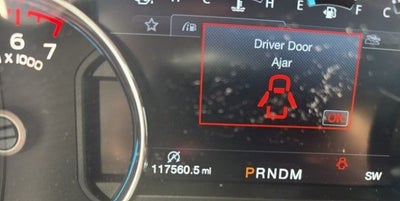 E
C
F
C
6 7
X 1000
Driver Door
Ajar
OK
117560.5 mi
PRNDM
SW